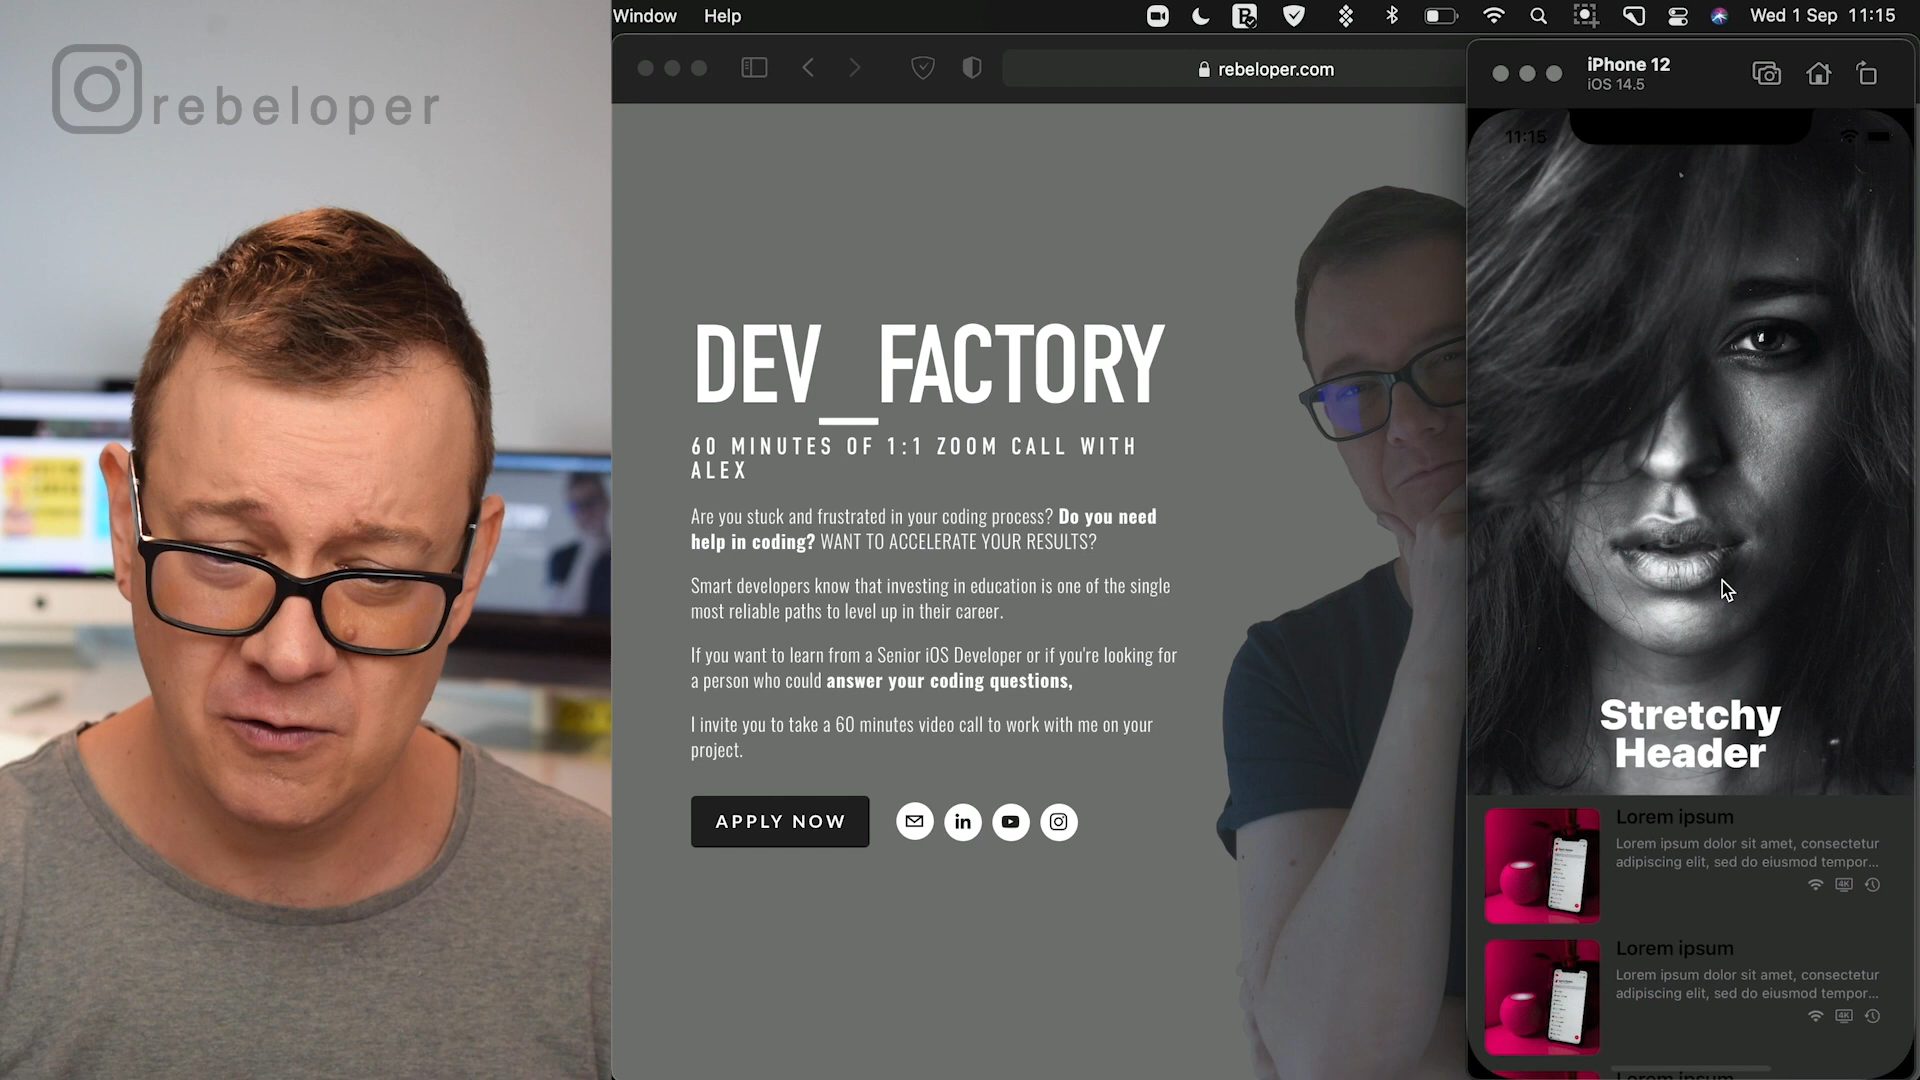 rebeloper
Window Help
Wed 1 Sep 11:15
rebeloper.com
iPhone 12
iOS 14.5
11:15
DEV_FACTORY
60 MINUTES OF 1:1 ZOOM CALL WITH
ALEX
Are you stuck and frustrated in your coding process? Do you need
help in coding? WANT TO ACCELERATE YOUR RESULTS?
Smart developers know that investing in education is one of the single
most reliable paths to level up in their career.
If you want to learn from a Senior iOS Developer or if you're looking for
a person who could answer your coding questions,
I invite you to take a 60 minutes video call to work with me on your
project.
APPLY NOW
in
Stretchy
Header
Lorem ipsum
Lorem ipsum dolor sit amet, consectetur
adipiscing elit, sed do eiusmod tempor...
4K
Lorem ipsum
Lorem ipsum dolor sit amet, consectetur
adipiscing elit, sed do eiusmod tempor...
4K
Lorem ipsum